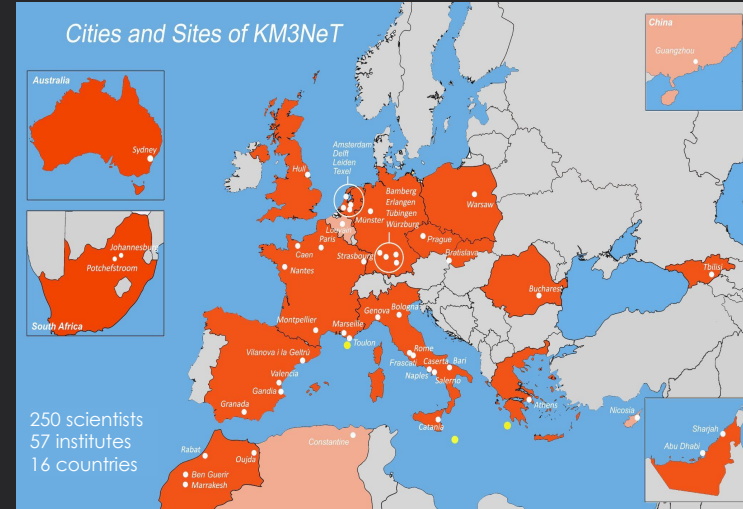 Cities and Sites of KM3NeT
China
Guangzhou
Australia
Sydney
Johannesburg
Potchefstroom
South Africa
Amsterdam
Delft
Leiden
Texel
Hull
Bamberg
Erlangen
Tübingen
Würzburg
Münster
Warsaw
Louvain
Paris
Caen
Prague
Strasbourg
Bratislava
Nantes
Tbilisi
Bucharest
Genova
Bologna
Montpellier
Marseille
Toulon
Vilanova i la Geltrú
Rome
Frascati
Caserta
Bari
Naples
Salerno
Valencia
Gandia
Granada
Athens
Nicosia
Catania
250 scientists
57 institutes
16 countries
Constantine
Rabat
Oujda
Ben Guerir
Marrakesh
Sharjah
Abu Dhabi